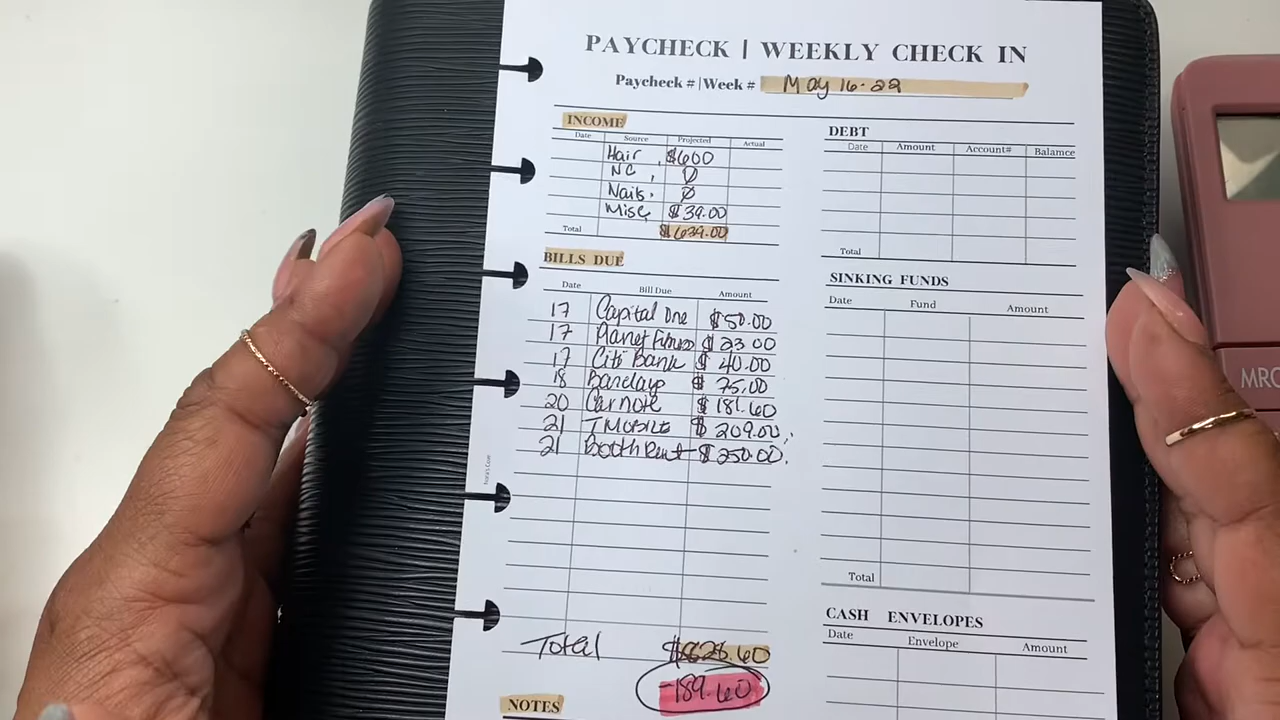 PAYCHECK | WEEKLY CHECK IN
Paycheck # |Week # May 16-22
INCOME
Date Source Projected Actual
Hair $600
NC 0
Nails 0
Misc $39.00
Total $639.00
BILLS DUE
Date Bill Due Amount
17 Capital One $50.00
17 Planet Fitness $23.00
17 Citi Bank $40.00
18 Barclays $75.00
20 Car note $181.60
21 T Mobile $209.00
21 Booth Rent $250.00
Total $828.60
-189.60
NOTES
DEBT
Date Amount Account# Balance
Total
SINKING FUNDS
Date Fund Amount
Total
CASH ENVELOPES
Date Envelope Amount
MRC